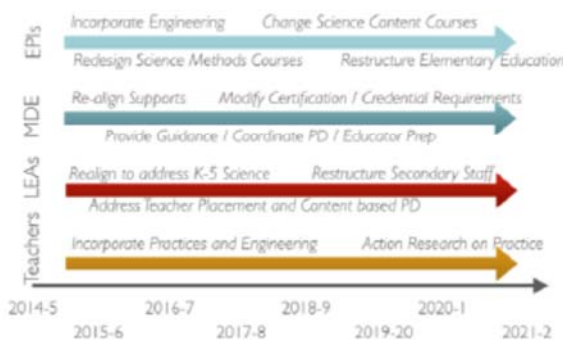 EPIs
Incorporate Engineering Change Science Content Courses
Redesign Science Methods Courses Restructure Elementary Education
MDE
Re-align Supports Modify Certification / Credential Requirements
Provide Guidance / Coordinate PD / Educator Prep
LEAs
Realign to address K-5 Science Restructure Secondary Staff
Address Teacher Placement and Content based PD
Teachers
Incorporate Practices and Engineering Action Research on Practice
2014-5 2016-7 2018-9 2020-1
2015-6 2017-8 2019-20 2021-2